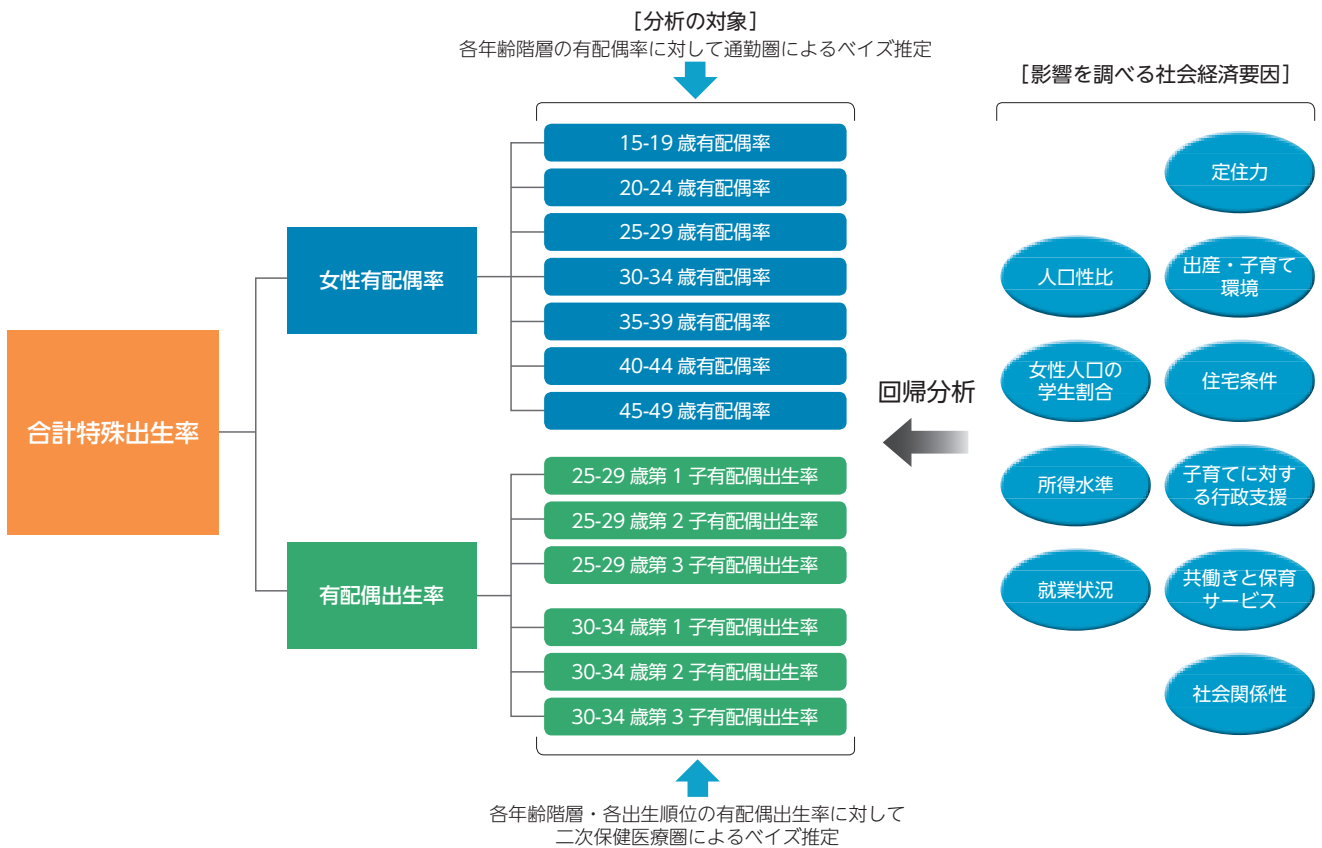 [分析の対象]
各年齢階層の有配偶率に対して通勤圏によるベイズ推定
[影響を調べる社会経済要因]
合計特殊出生率
女性有配偶率
15-19 歳有配偶率
20-24 歳有配偶率
25-29 歳有配偶率
30-34 歳有配偶率
35-39 歳有配偶率
40-44 歳有配偶率
45-49 歳有配偶率
有配偶出生率
25-29 歳第 1 子有配偶出生率
25-29 歳第 2 子有配偶出生率
25-29 歳第 3 子有配偶出生率
30-34 歳第 1 子有配偶出生率
30-34 歳第 2 子有配偶出生率
30-34 歳第 3 子有配偶出生率
各年齢階層・各出生順位の有配偶出生率に対して
二次保健医療圏によるベイズ推定
回帰分析
定住力
人口性比
出産・子育て
環境
女性人口の
学生割合
住宅条件
所得水準
子育てに対す
る行政支援
就業状況
共働きと保育
サービス
社会関係性